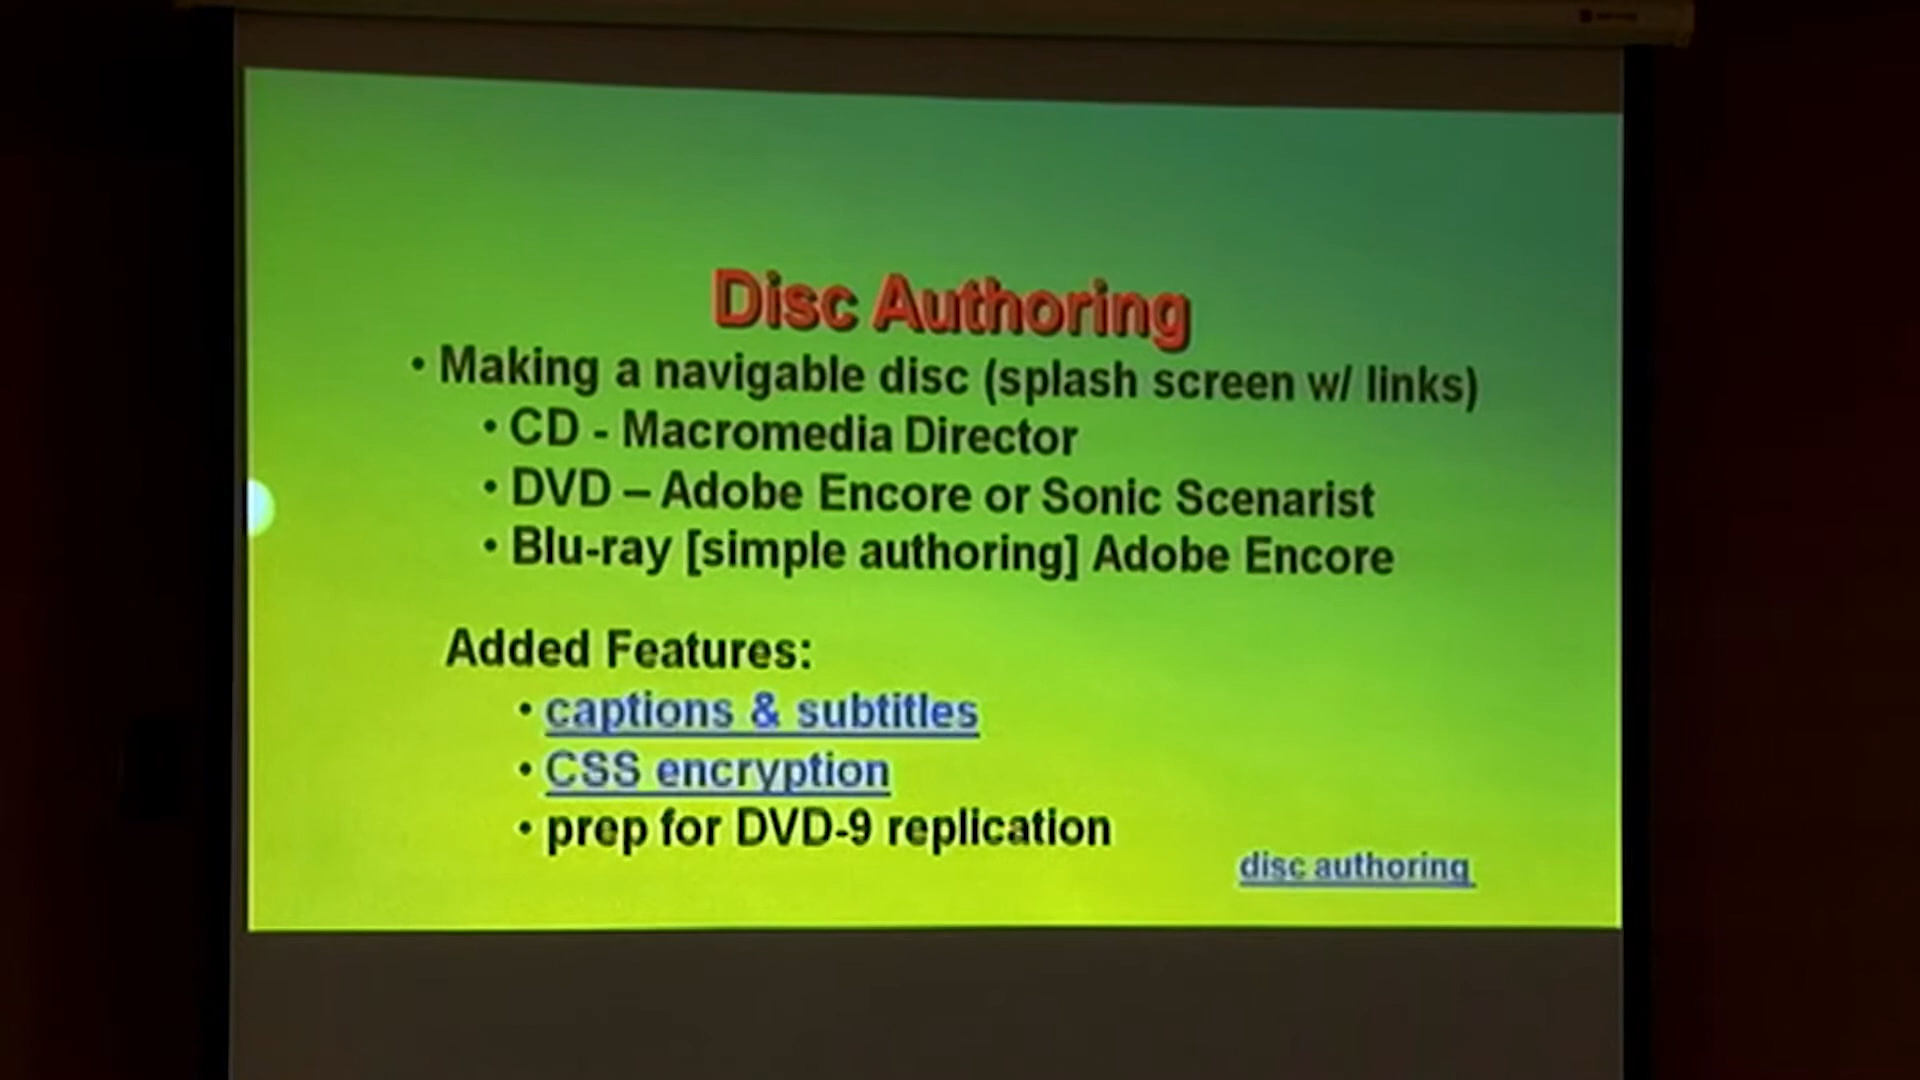 Disc Authoring
• Making a navigable disc (splash screen w/ links)
• CD - Macromedia Director
• DVD – Adobe Encore or Sonic Scenarist
• Blu-ray [simple authoring] Adobe Encore
Added Features:
• captions & subtitles
• CSS encryption
• prep for DVD-9 replication
disc authoring